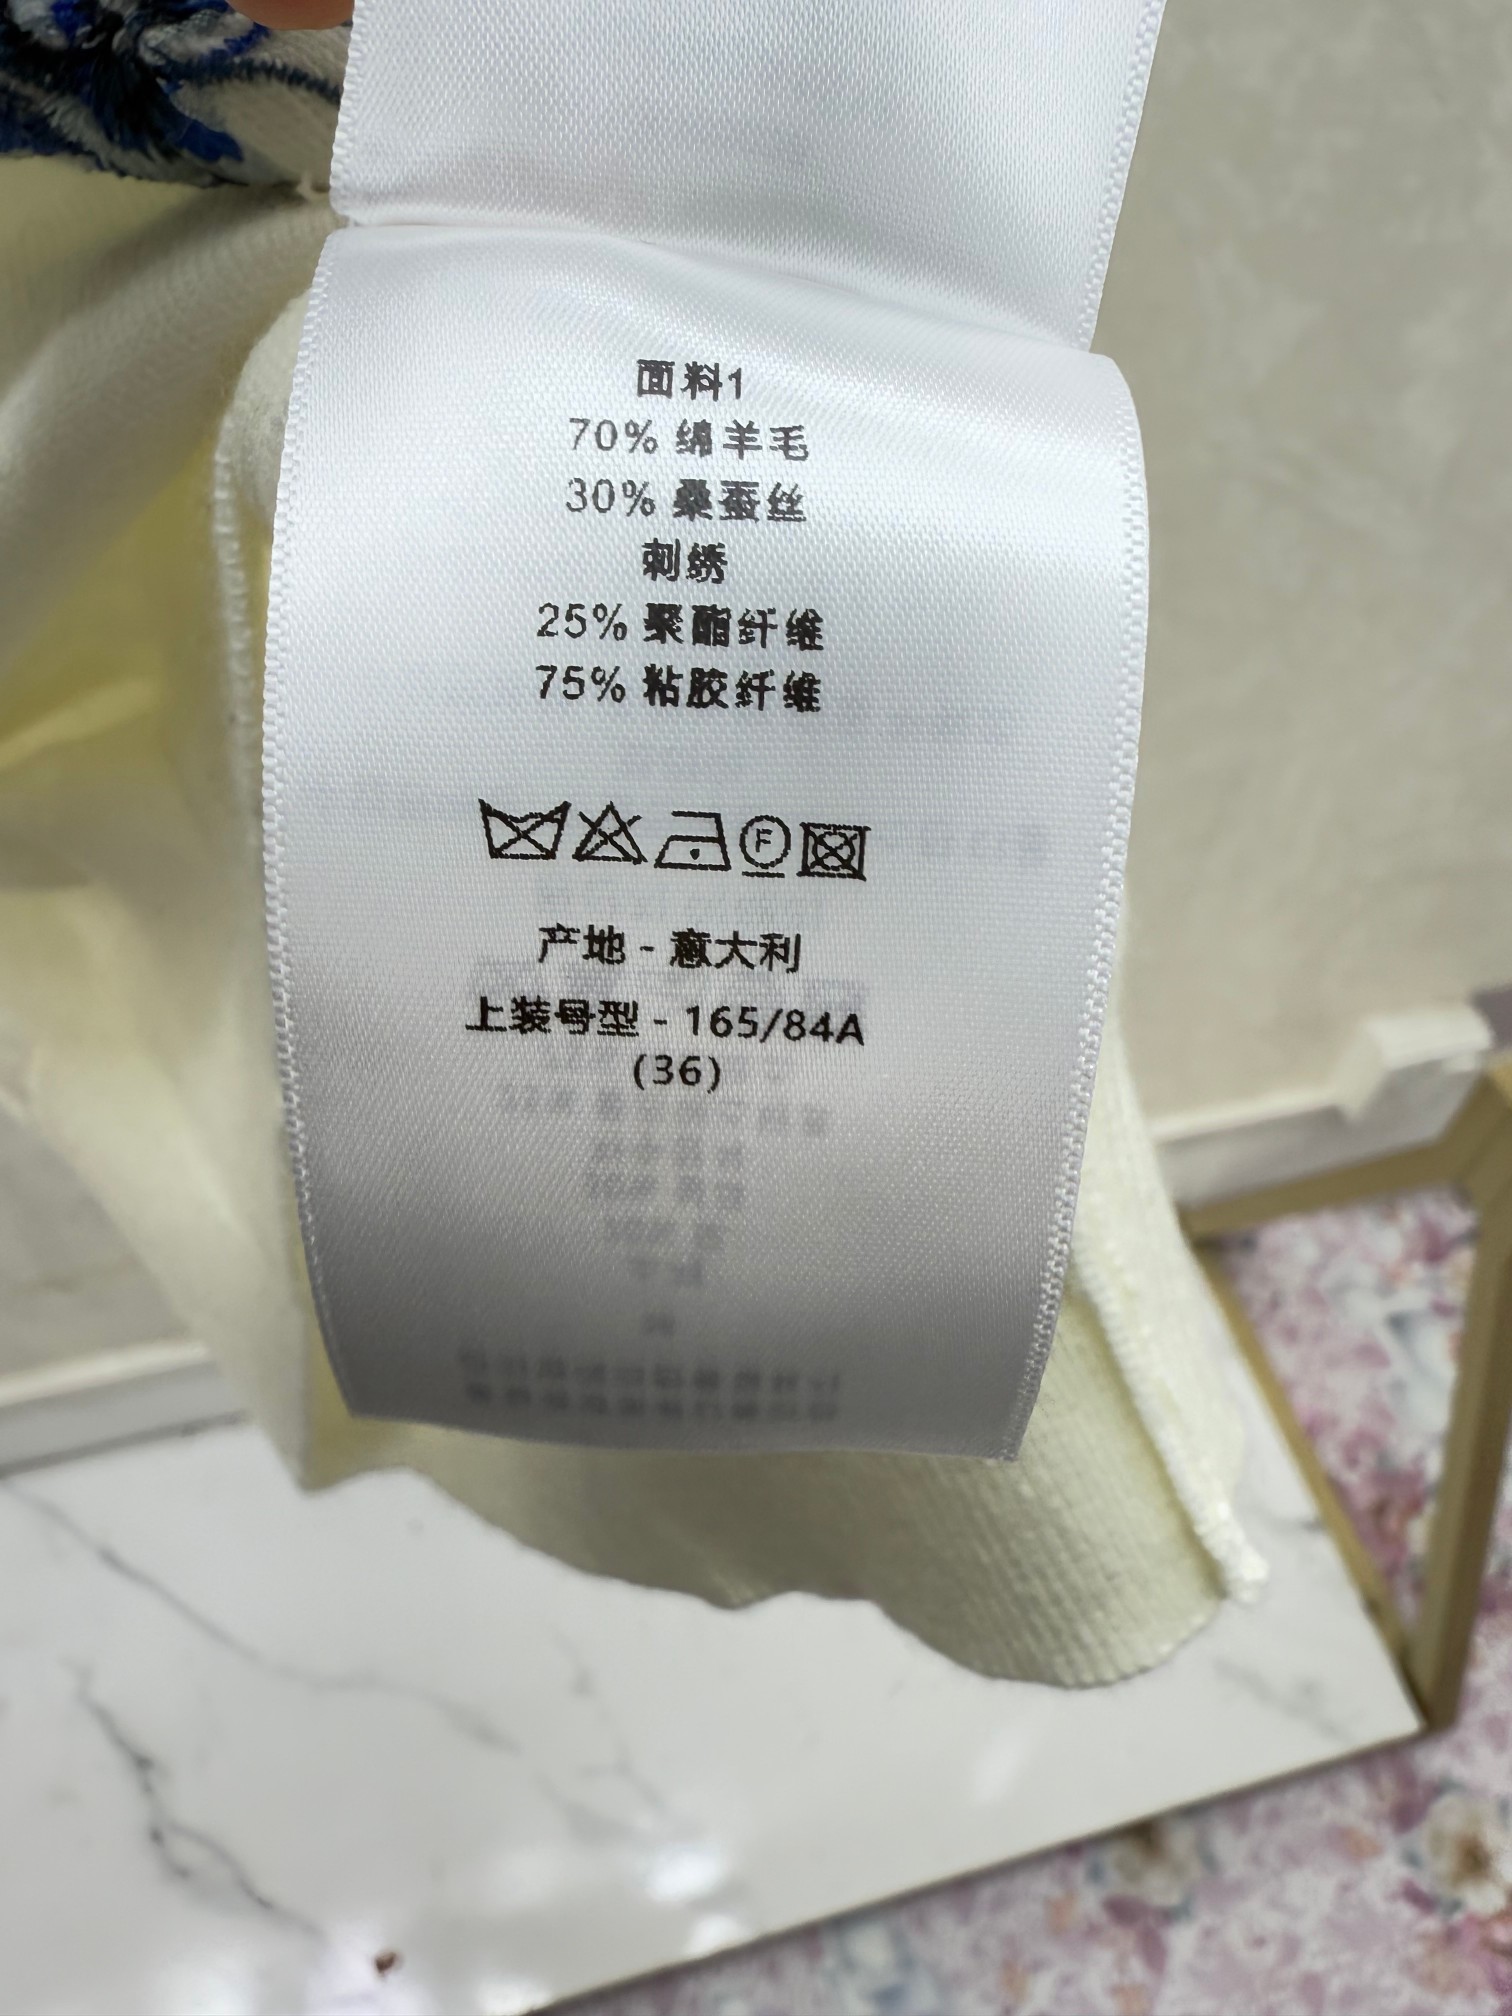 面料1
70% 绵羊毛
30% 桑蚕丝
刺绣
25% 聚酯纤维
75% 粘胶纤维
F
产地 - 意大利
上装号型 - 165/84A
(36)